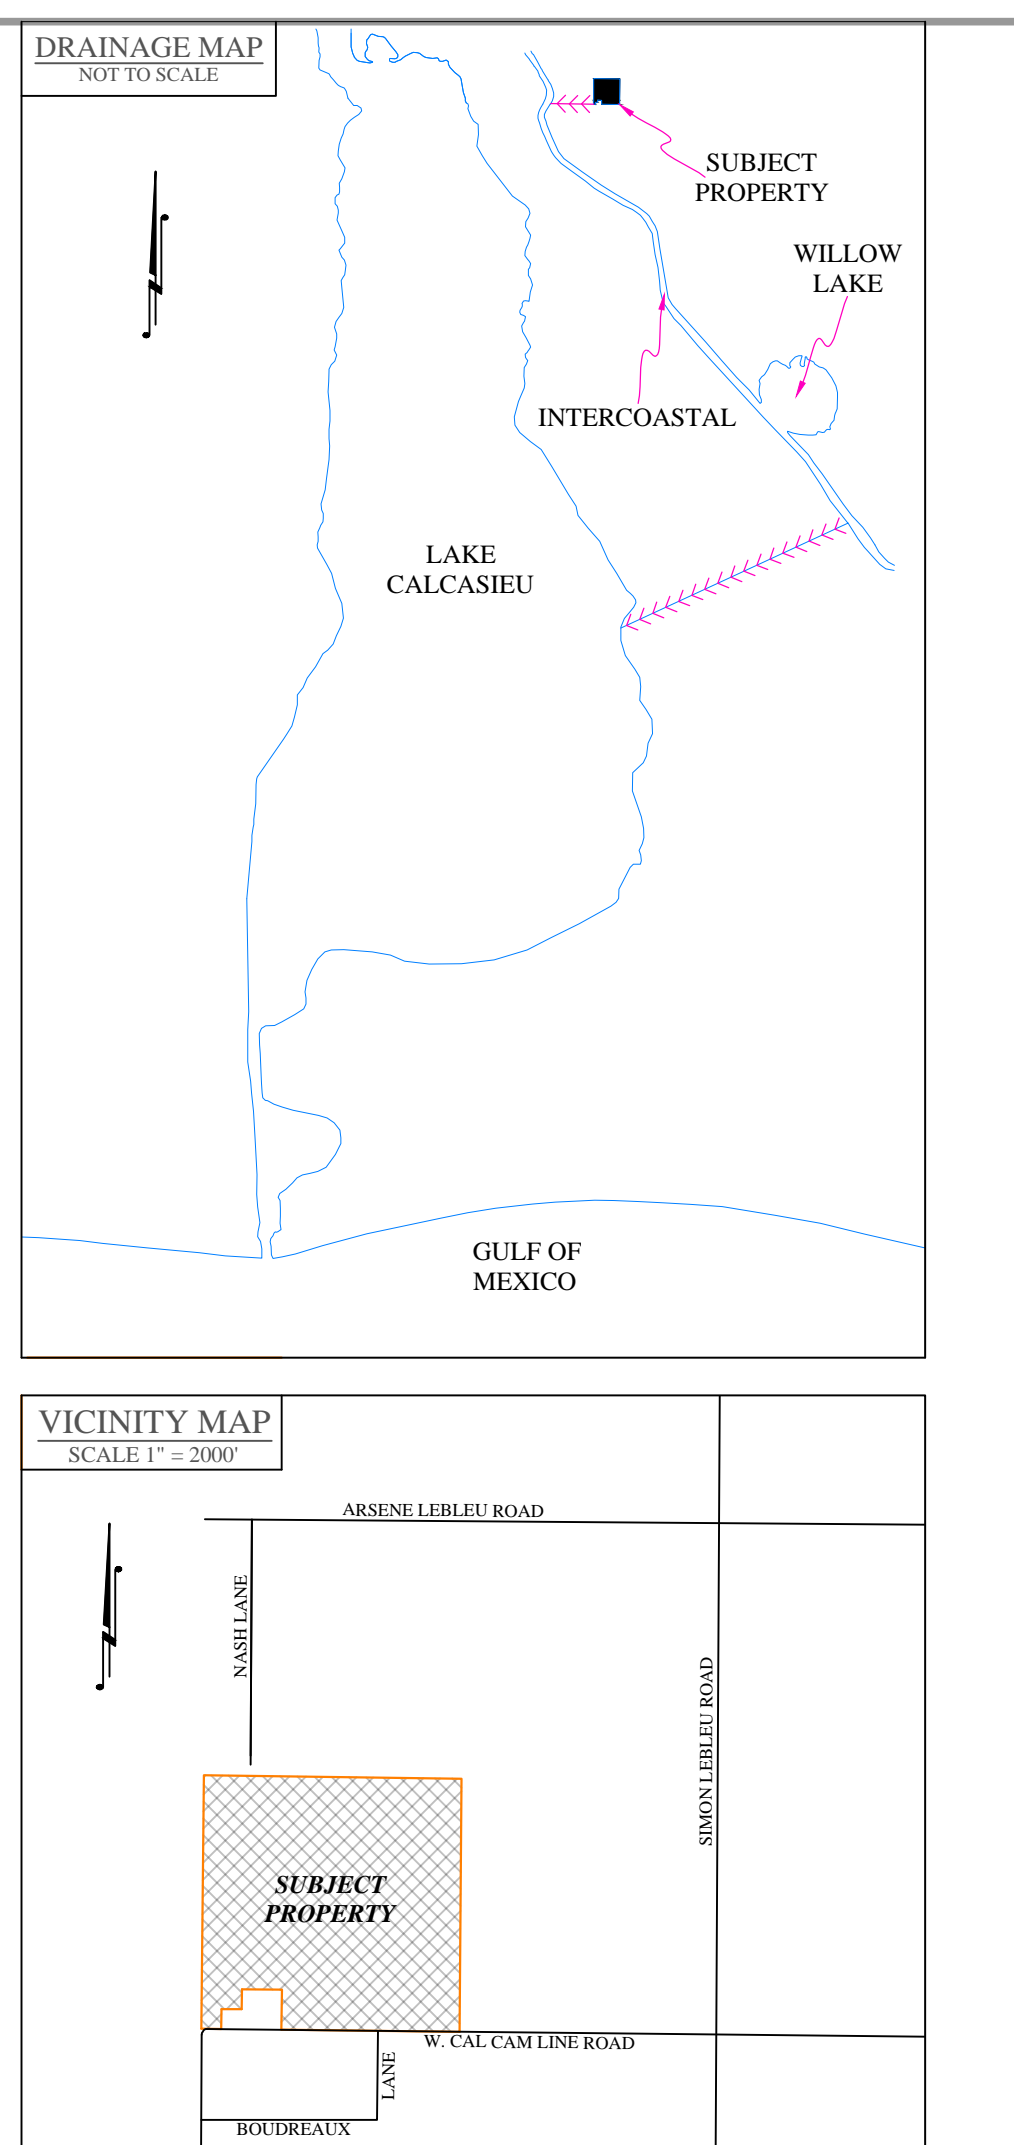 DRAINAGE MAP
NOT TO SCALE
SUBJECT
PROPERTY
WILLOW
LAKE
INTERCOASTAL
LAKE
CALCASIEU
GULF OF
MEXICO
VICINITY MAP
SCALE 1" = 2000'
ARSENE LEBLEU ROAD
NASH LANE
SIMON LEBLEU ROAD
SUBJECT
PROPERTY
W. CAL CAM LINE ROAD
LANE
BOUDREAUX